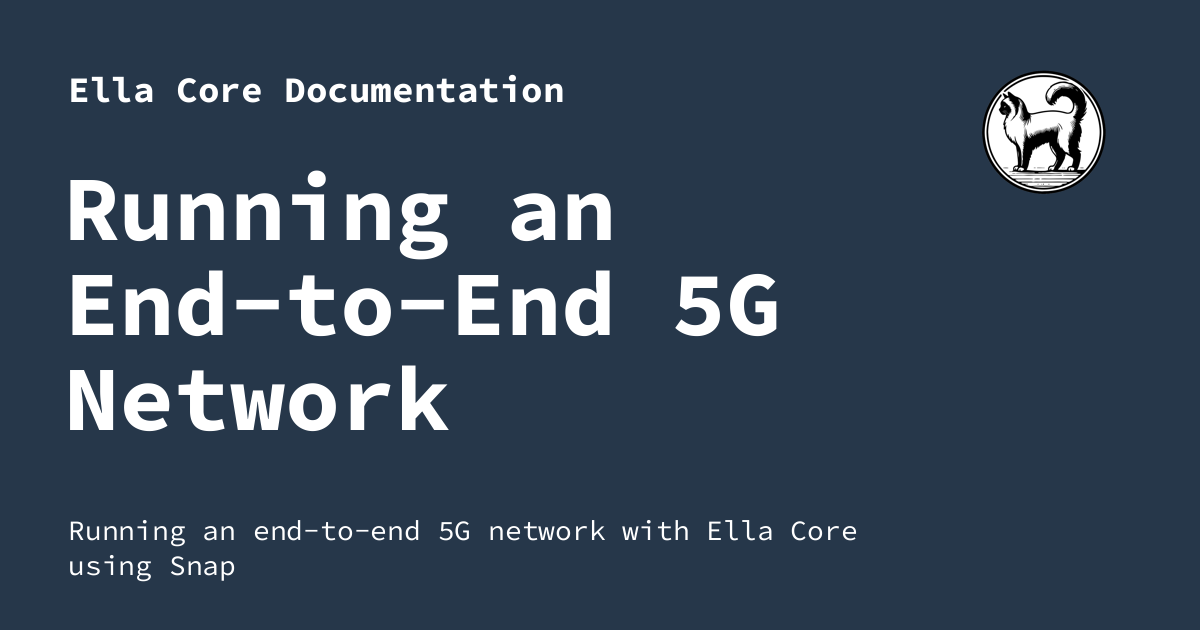 Ella Core Documentation
Running an
End-to-End 5G
Network
Running an end-to-end 5G network with Ella Core
using Snap